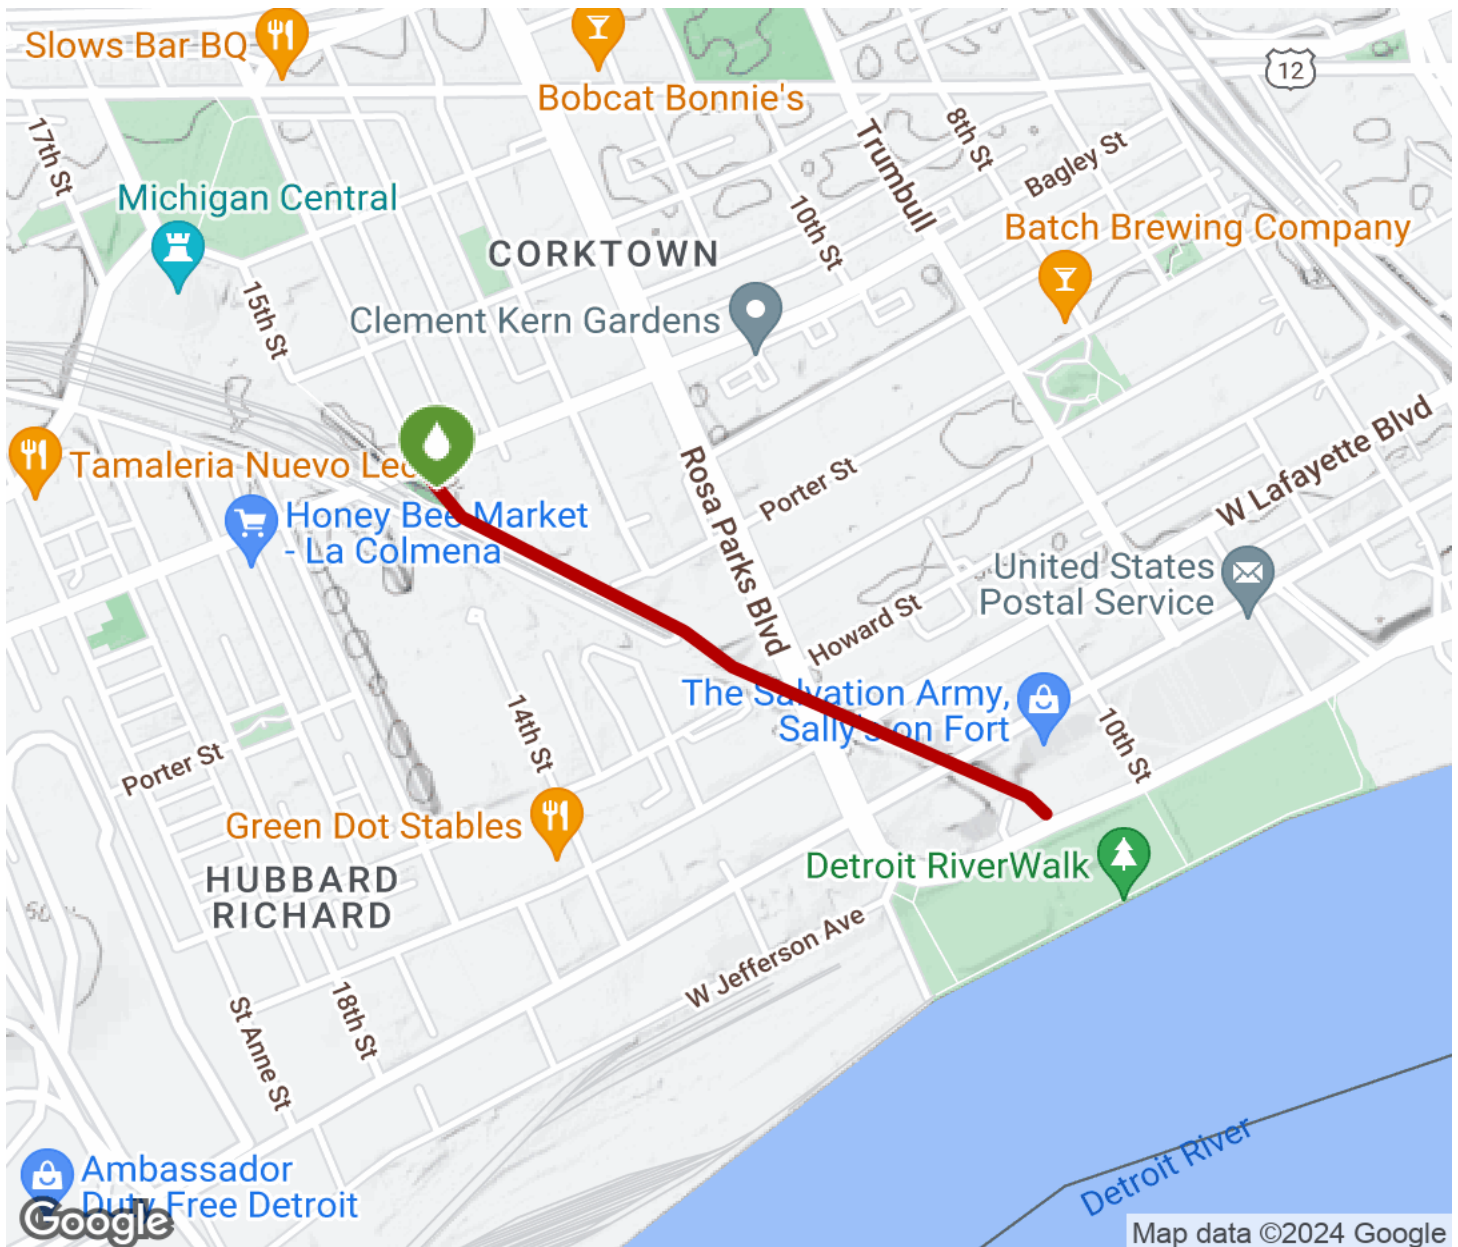 Slows Bar BQ
12
Bobcat Bonnie's
17th St
8th St
Trumbull
Bagley St
Michigan Central
10th St
Batch Brewing Company
CORKTOWN
15th St
Clement Kern Gardens
W Lafayette Blvd
Tamaleria Nuevo Leo
Rosa Parks Blvd
Porter St
Honey Bee Market
- La Colmena
United States
Postal Service
Howard St
The Salvation Army,
Sally's on Fort
14th St
10th St
Porter St
Green Dot Stables
Detroit RiverWalk
HUBBARD
RICHARD
W Jefferson Ave
18th St
St Anne St
Detroit River
Ambassador
Duty Free Detroit
Google
Map data ©2024 Google